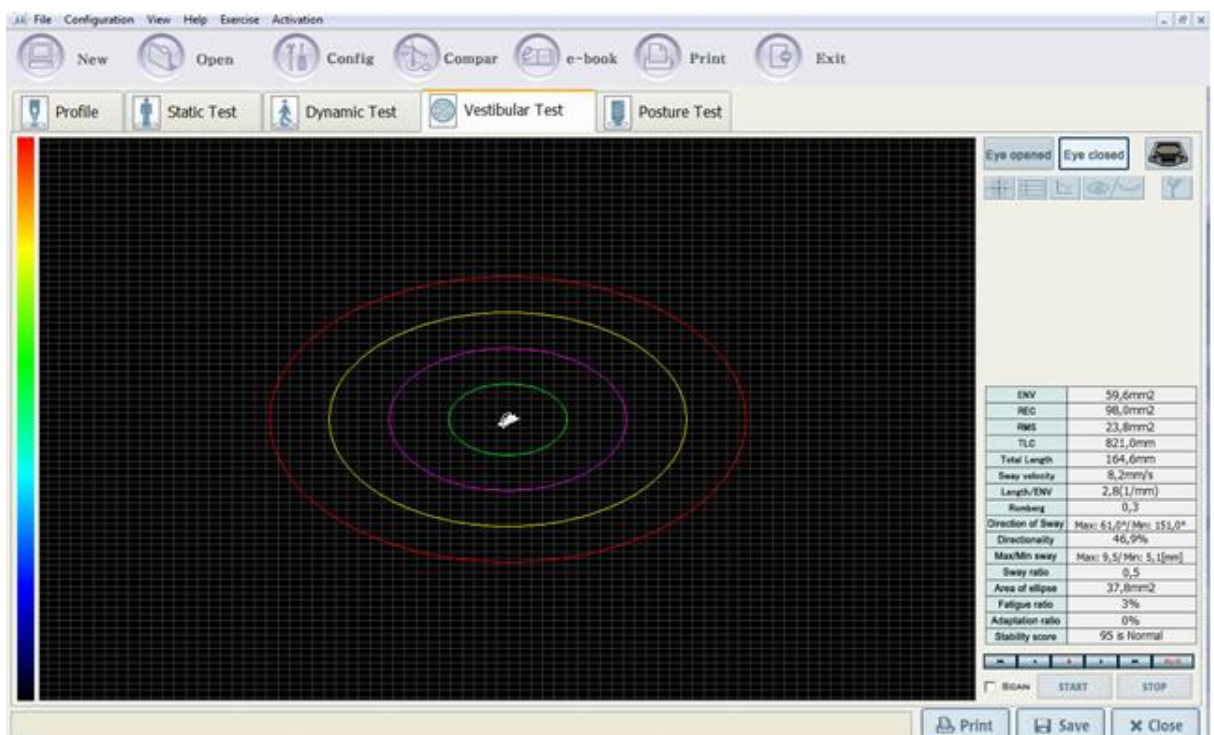 File Configuration View Help Exercise Activation
New Open Config Compar e-book Print Exit
Profile Static Test Dynamic Test Vestibular Test Posture Test
Eye opened Eye closed
ENV 59,6mm2
REC 98,0mm2
RMS 23,8mm2
TLC 821,0mm
Total Length 164,6mm
Sway velocity 8,2mm/s
Length/ENV 2,8(1/mm)
Romberg 0,3
Direction of Sway Max: 61,0°/Min: 151,0°
Directionality 46,9%
Max/Min sway Max: 9,5/Min: 5,1[mm]
Sway ratio 0,5
Area of ellipse 37,8mm2
Fatigue ratio 3%
Adaptation ratio 0%
Stability score 95 is Normal
START STOP
Print Save Close